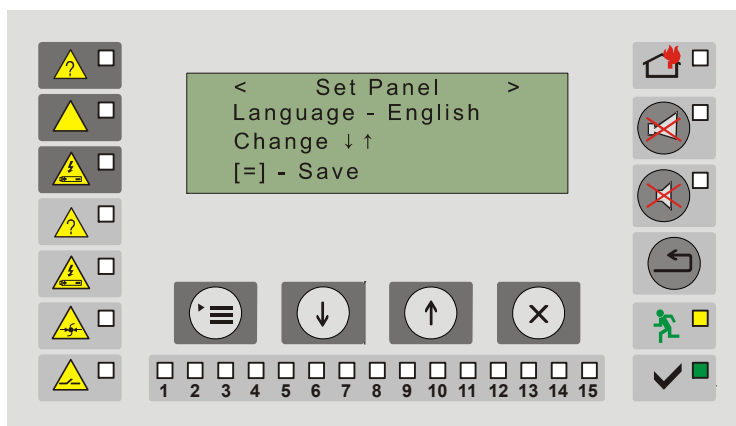 < Set Panel >
Language - English
Change ↓ ↑
[=] - Save
1 2 3 4 5 6 7 8 9 10 11 12 13 14 15